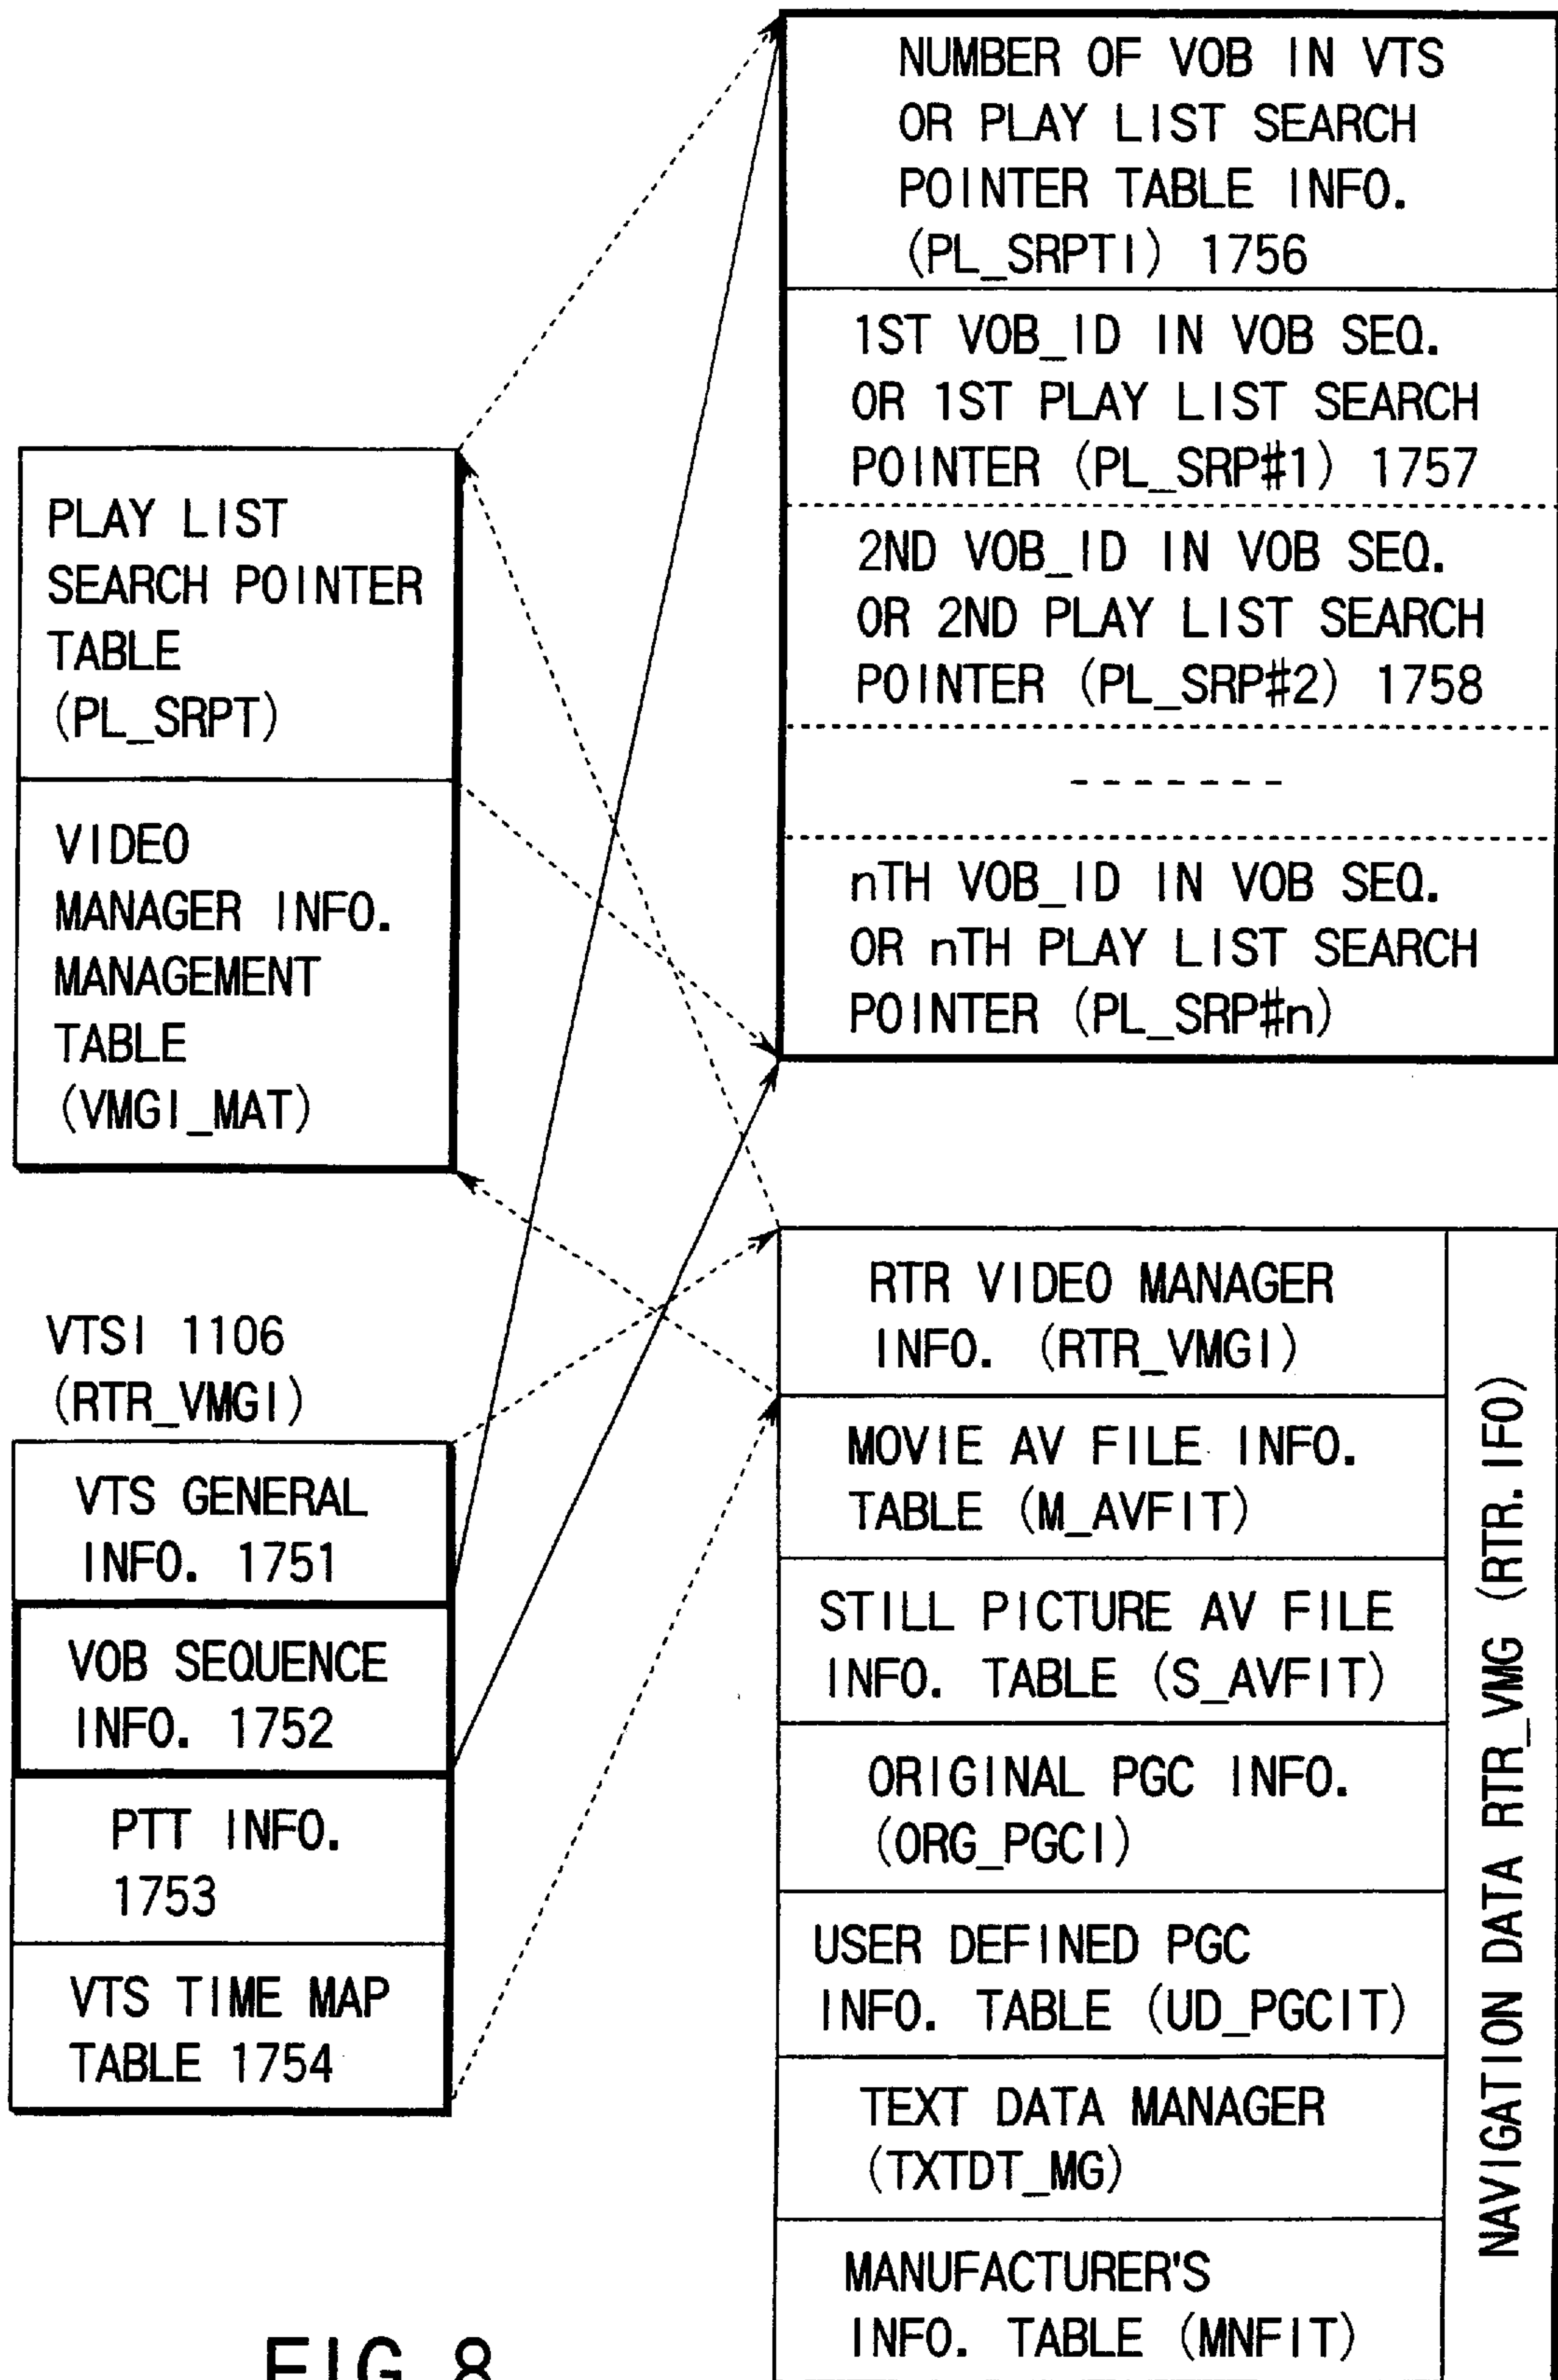 NUMBER OF VOB IN VTS
OR PLAY LIST SEARCH
POINTER TABLE INFO.
(PL_SRPTI) 1756
1ST VOB_ID IN VOB SEQ.
OR 1ST PLAY LIST SEARCH
POINTER (PL_SRP#1) 1757
2ND VOB_ID IN VOB SEQ.
OR 2ND PLAY LIST SEARCH
POINTER (PL_SRP#2) 1758
-------
nTH VOB_ID IN VOB SEQ.
OR nTH PLAY LIST SEARCH
POINTER (PL_SRP#n)
PLAY LIST
SEARCH POINTER
TABLE
(PL_SRPT)
VIDEO
MANAGER INFO.
MANAGEMENT
TABLE
(VMGI_MAT)
VTSI 1106
(RTR_VMGI)
VTS GENERAL
INFO. 1751
VOB SEQUENCE
INFO. 1752
PTT INFO.
1753
VTS TIME MAP
TABLE 1754
RTR VIDEO MANAGER
INFO. (RTR_VMGI)
MOVIE AV FILE INFO.
TABLE (M_AVFIT)
STILL PICTURE AV FILE
INFO. TABLE (S_AVFIT)
ORIGINAL PGC INFO.
(ORG_PGCI)
USER DEFINED PGC
INFO. TABLE (UD_PGCIT)
TEXT DATA MANAGER
(TXTDT_MG)
MANUFACTURER'S
INFO. TABLE (MNFIT)
NAVIGATION DATA RTR_VMG (RTR.IFO)
FIG. 8